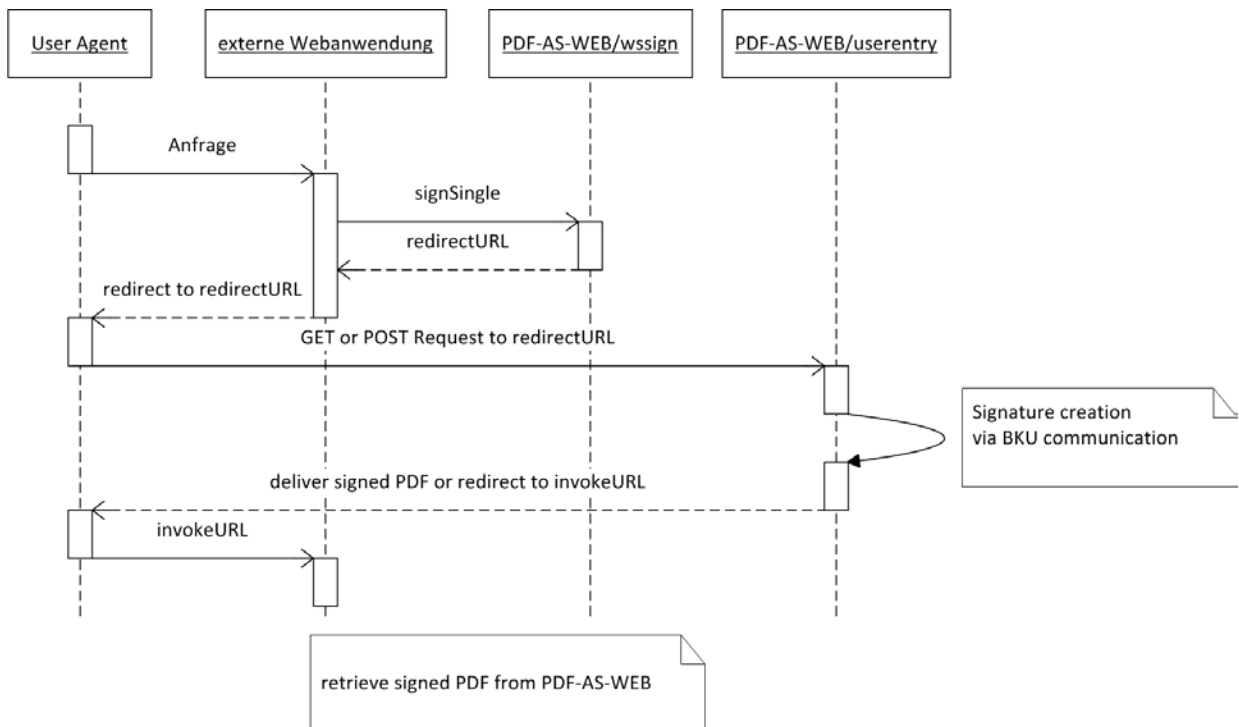 User Agent
externe Webanwendung
PDF-AS-WEB/wssign
PDF-AS-WEB/userentry
Anfrage
signSingle
redirectURL
redirect to redirectURL
GET or POST Request to redirectURL
Signature creation
via BKU communication
deliver signed PDF or redirect to invokeURL
invokeURL
retrieve signed PDF from PDF-AS-WEB